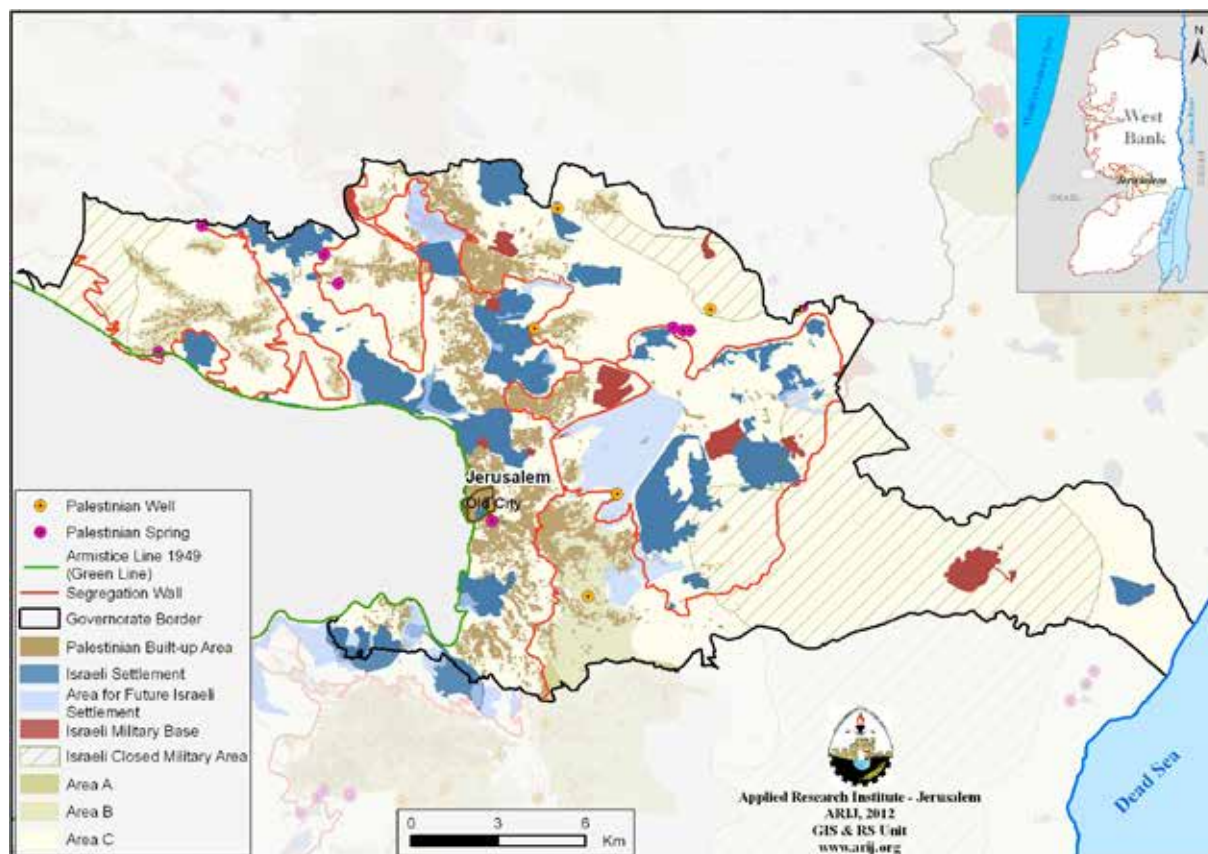 N
West
Bank
Jerusalem
Jerusalem
Old City
Palestinian Well
Palestinian Spring
Armistice Line 1949
(Green Line)
Segregation Wall
Governorate Border
Palestinian Built-up Area
Israeli Settlement
Area for Future Israeli
Settlement
Israeli Military Base
Israeli Closed Military Area
Area A
Area B
Area C
0 3 6
Km
Applied Research Institute - Jerusalem
ARIJ, 2012
GIS & RS Unit
www.arij.org
Dead Sea